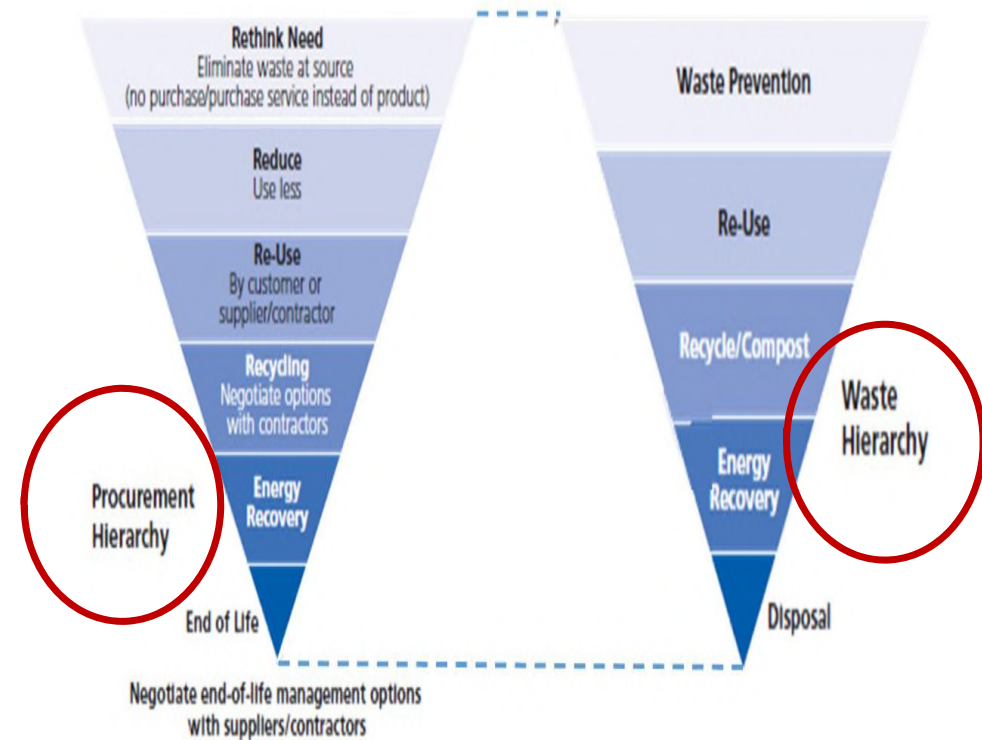 Rethink Need
Eliminate waste at source
(no purchase/purchase service instead of product)
Reduce
Use less
Re-Use
By customer or
supplier/contractor
Recycling
Negotiate options
with contractors
Energy
Recovery
Procurement
Hierarchy
End of Life
Negotiate end-of-life management options
with suppliers/contractors
Waste Prevention
Re-Use
Recycle/Compost
Energy
Recovery
Waste
Hierarchy
Disposal